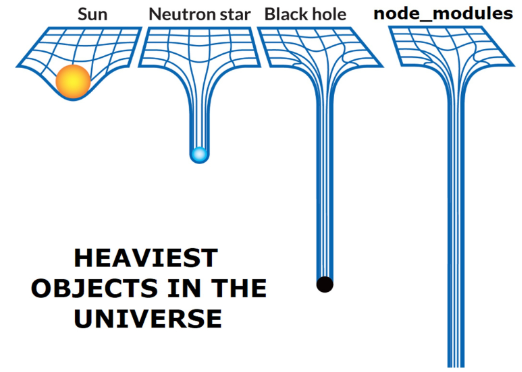 Sun
Neutron star
Black hole
node_modules
HEAVIEST
OBJECTS IN THE
UNIVERSE